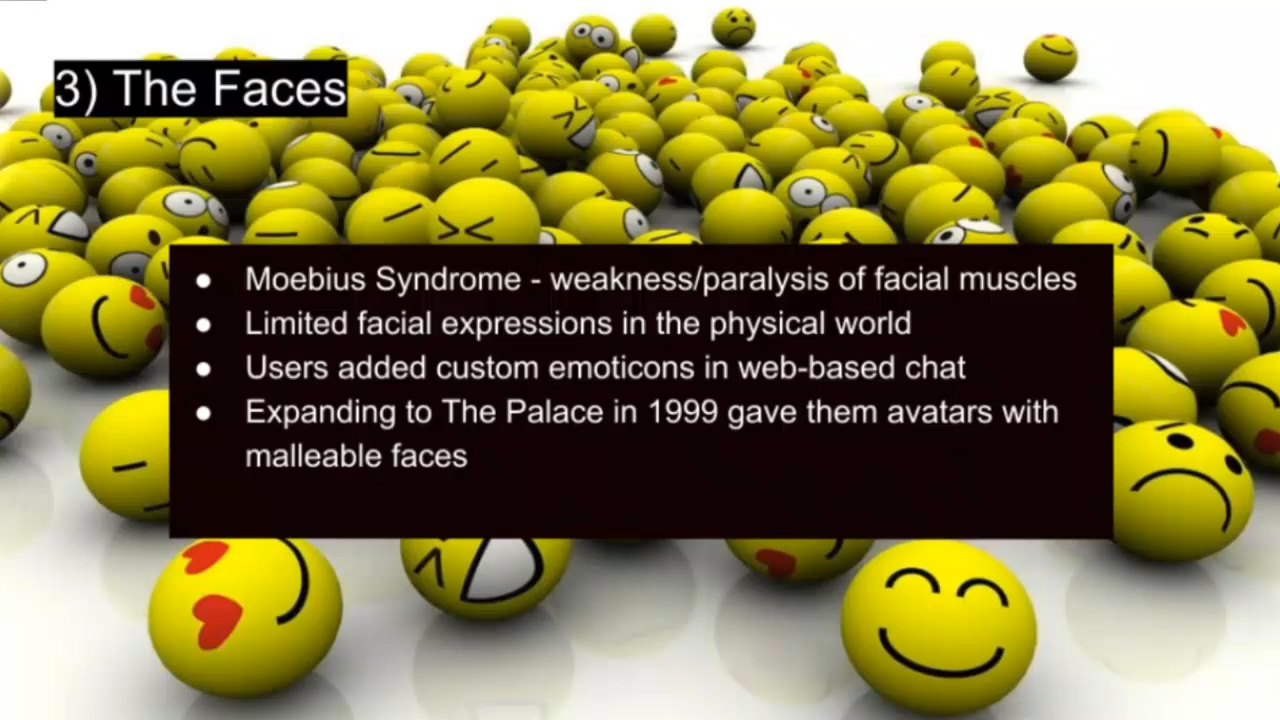 3) The Faces
● Moebius Syndrome - weakness/paralysis of facial muscles
● Limited facial expressions in the physical world
● Users added custom emoticons in web-based chat
● Expanding to The Palace in 1999 gave them avatars with
malleable faces